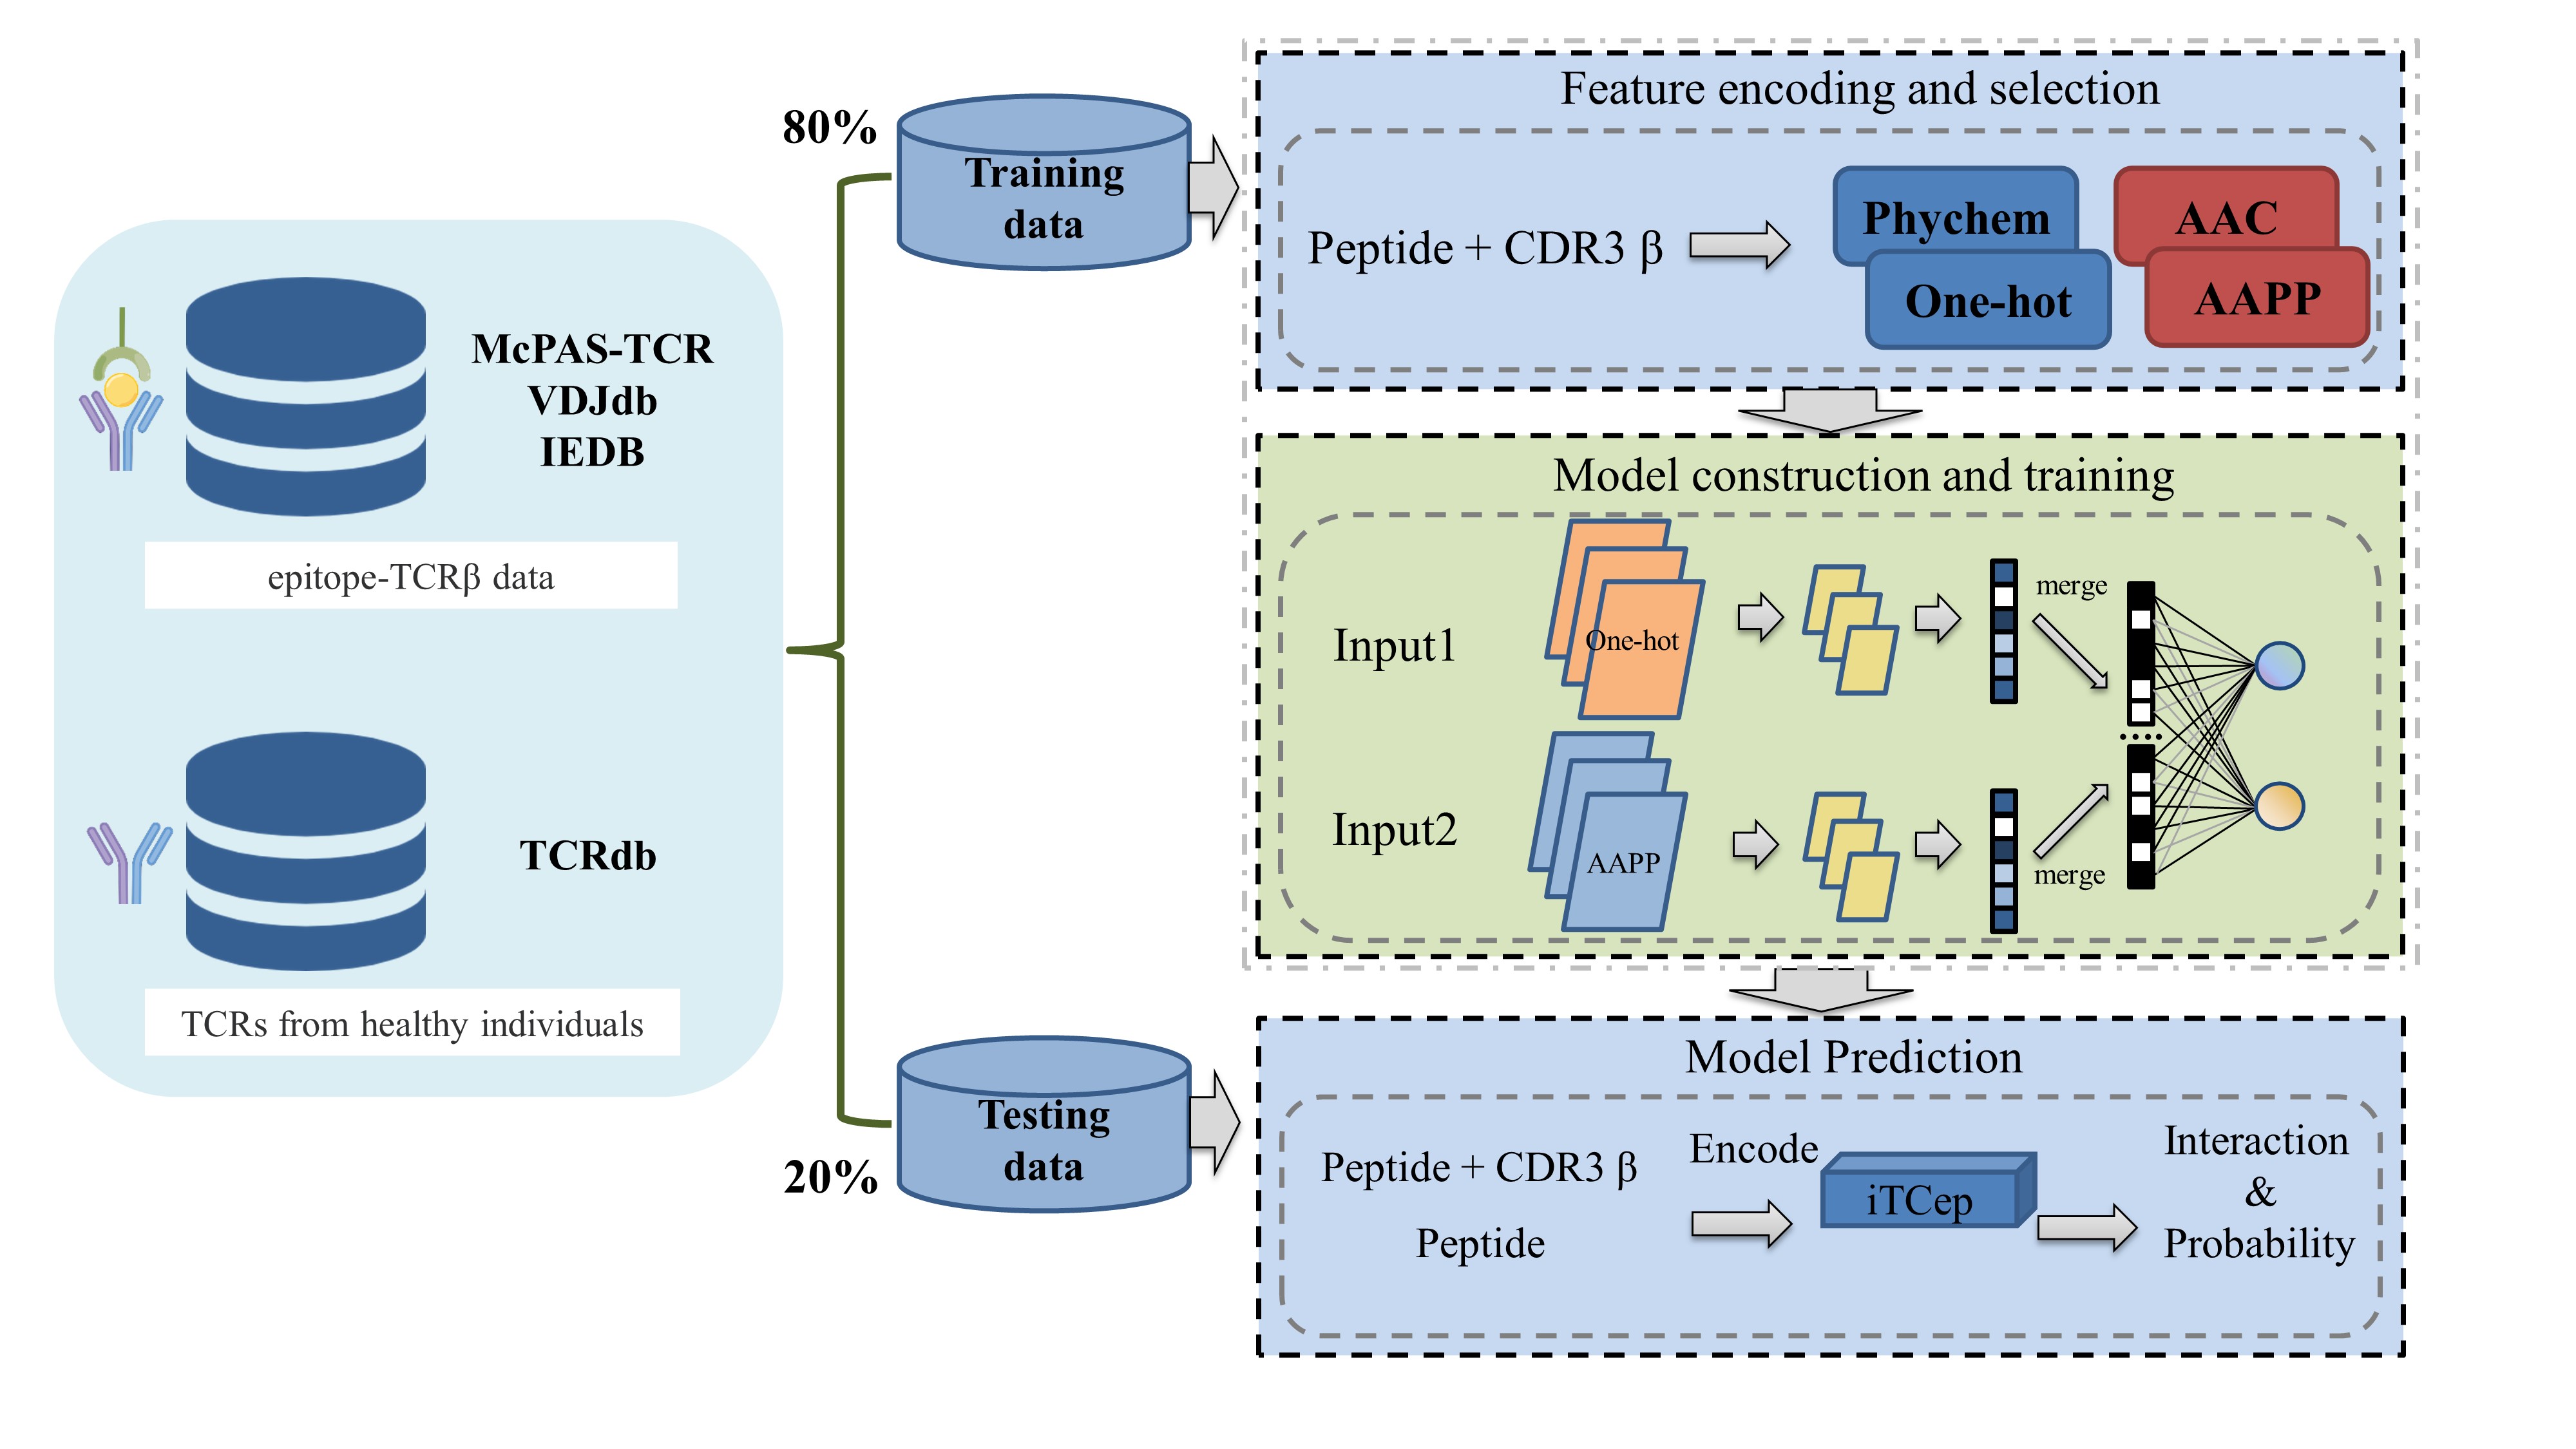 McPAS-TCR
VDJdb
IEDB
epitope-TCRβ data
TCRdb
TCRs from healthy individuals
80%
Training
data
20%
Testing
data
Feature encoding and selection
Peptide + CDR3 β
Phychem
One-hot
AAC
AAPP
Model construction and training
Input1
One-hot
merge
Input2
AAPP
merge
Model Prediction
Peptide + CDR3 β
Peptide
Encode
iTCep
Interaction
&
Probability